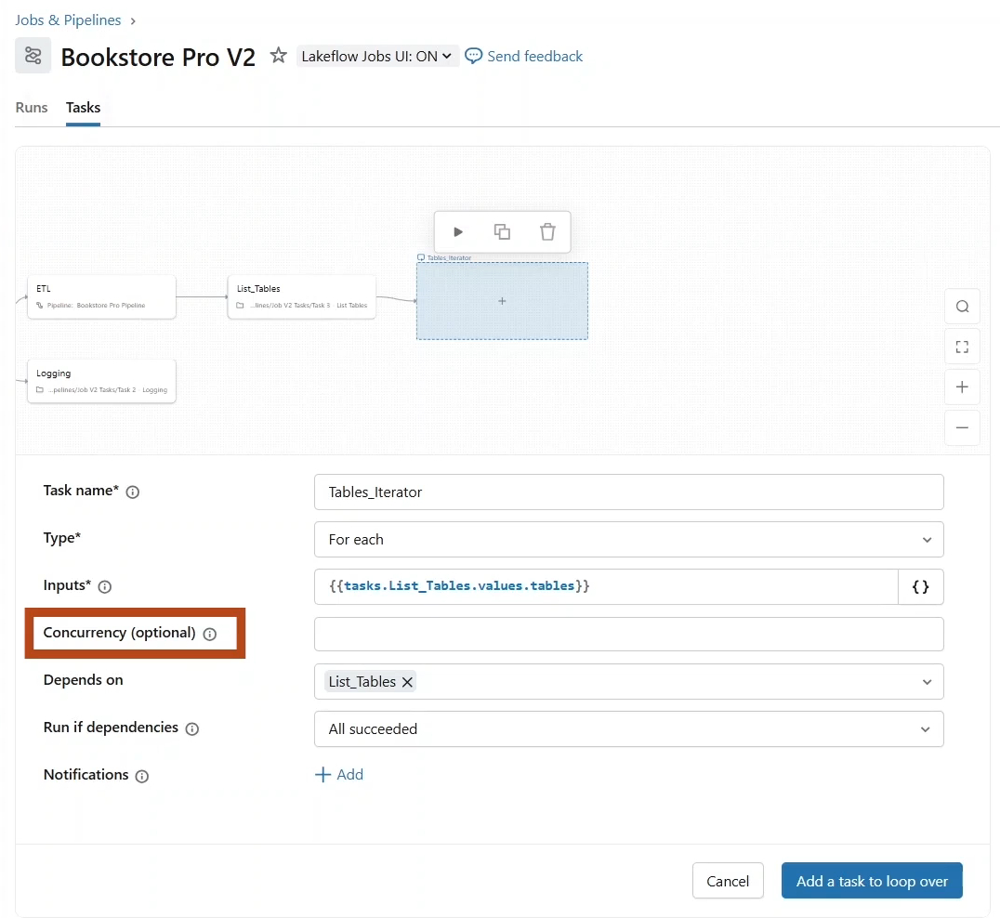 Jobs & Pipelines
Bookstore Pro V2
Lakeflow Jobs UI: ON
Send feedback
Runs
Tasks
Tables_Iterator
ETL
Pipeline: Bookstore Pro Pipeline
List_Tables
...lines/Job V2 Tasks/Task 3 List Tables
Logging
...pelines/Job V2 Tasks/Task 2 Logging
Task name*
Tables_Iterator
Type*
For each
Inputs*
{{tasks.List_Tables.values.tables}}
{}
Concurrency (optional)
Depends on
List_Tables
Run if dependencies
All succeeded
Notifications
+ Add
Cancel
Add a task to loop over